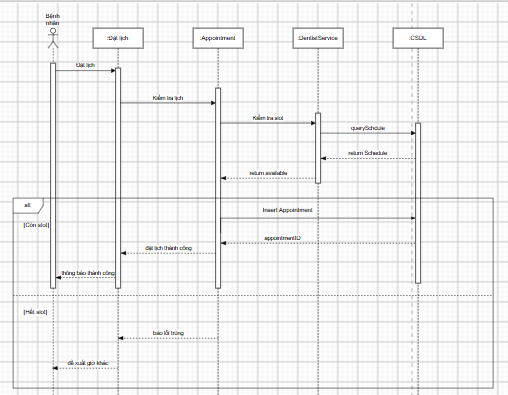 Bệnh
nhân
:Đặt lịch
:Appointment
:DentistService
:CSDL
Đặt lịch
Kiểm tra lịch
Kiểm tra slot
querySchdule
return Schedule
return available
alt
[Còn slot]
Insert Appointment
appointmentID
đặt lịch thành công
thông báo thành công
[Hết slot]
báo lỗi trùng
đề xuất giờ khác